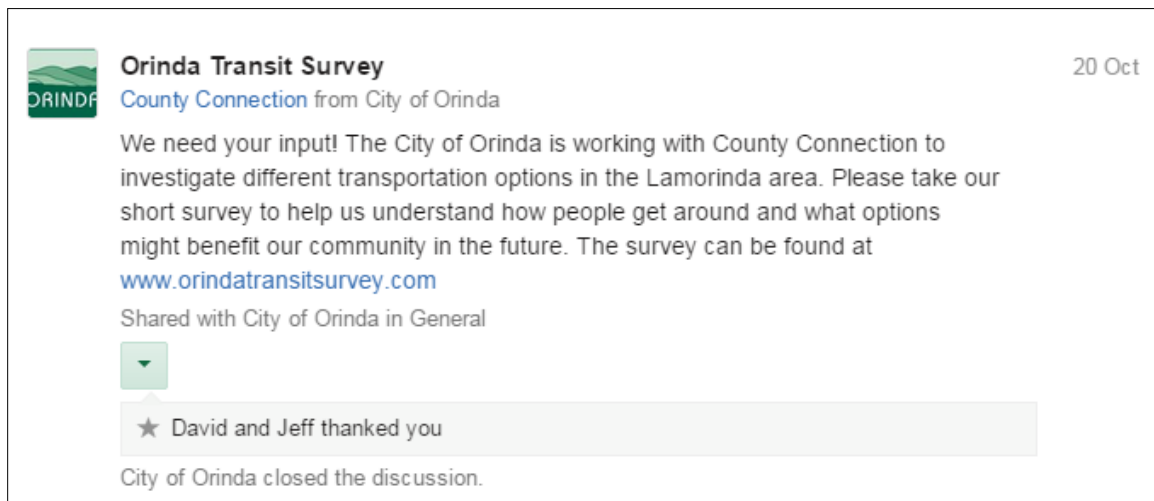 ORINDA
Orinda Transit Survey
20 Oct
County Connection from City of Orinda
We need your input! The City of Orinda is working with County Connection to
investigate different transportation options in the Lamorinda area. Please take our
short survey to help us understand how people get around and what options
might benefit our community in the future. The survey can be found at
www.orindatransitsurvey.com
Shared with City of Orinda in General
David and Jeff thanked you
City of Orinda closed the discussion.